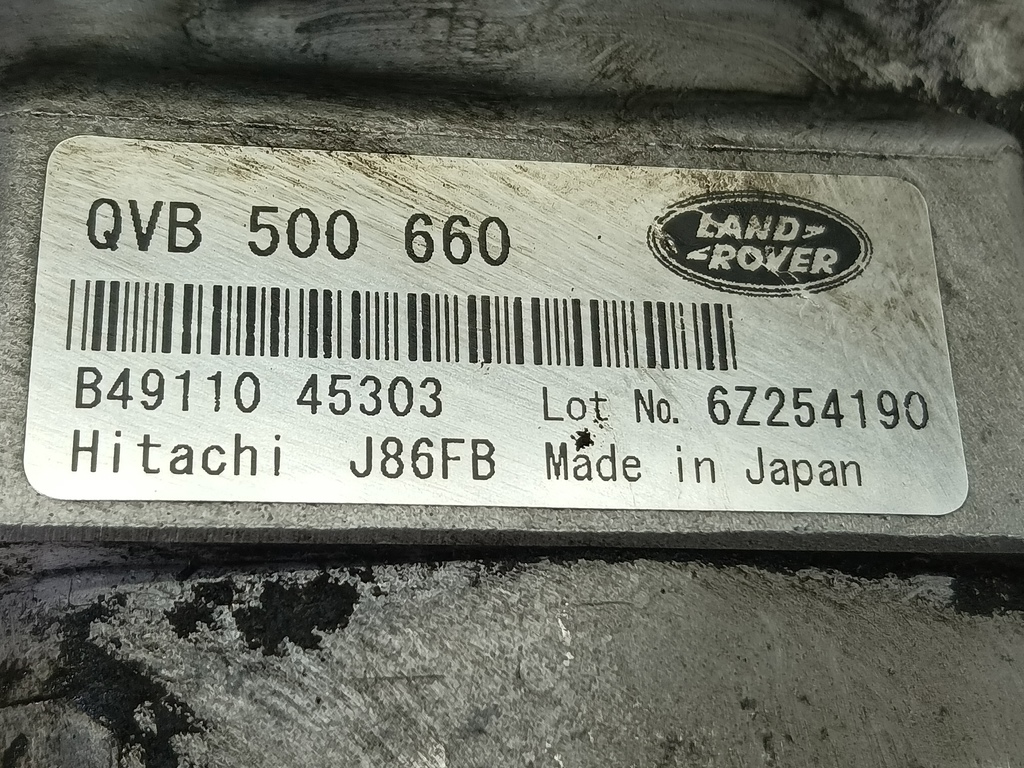 QVB 500 660
LAND-
-ROVER
B49110 45303 Lot No. 6Z254190
Hitachi J86FB Made in Japan